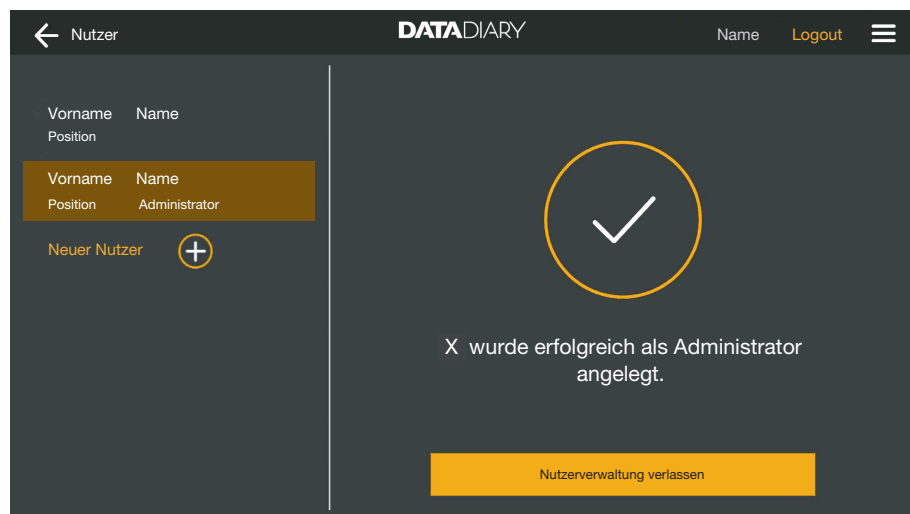 Nutzer
DATADIARY
Name
Logout
Vorname Name
Position
Vorname Name
Position Administrator
Neuer Nutzer
X wurde erfolgreich als Administrator
angelegt.
Nutzerverwaltung verlassen